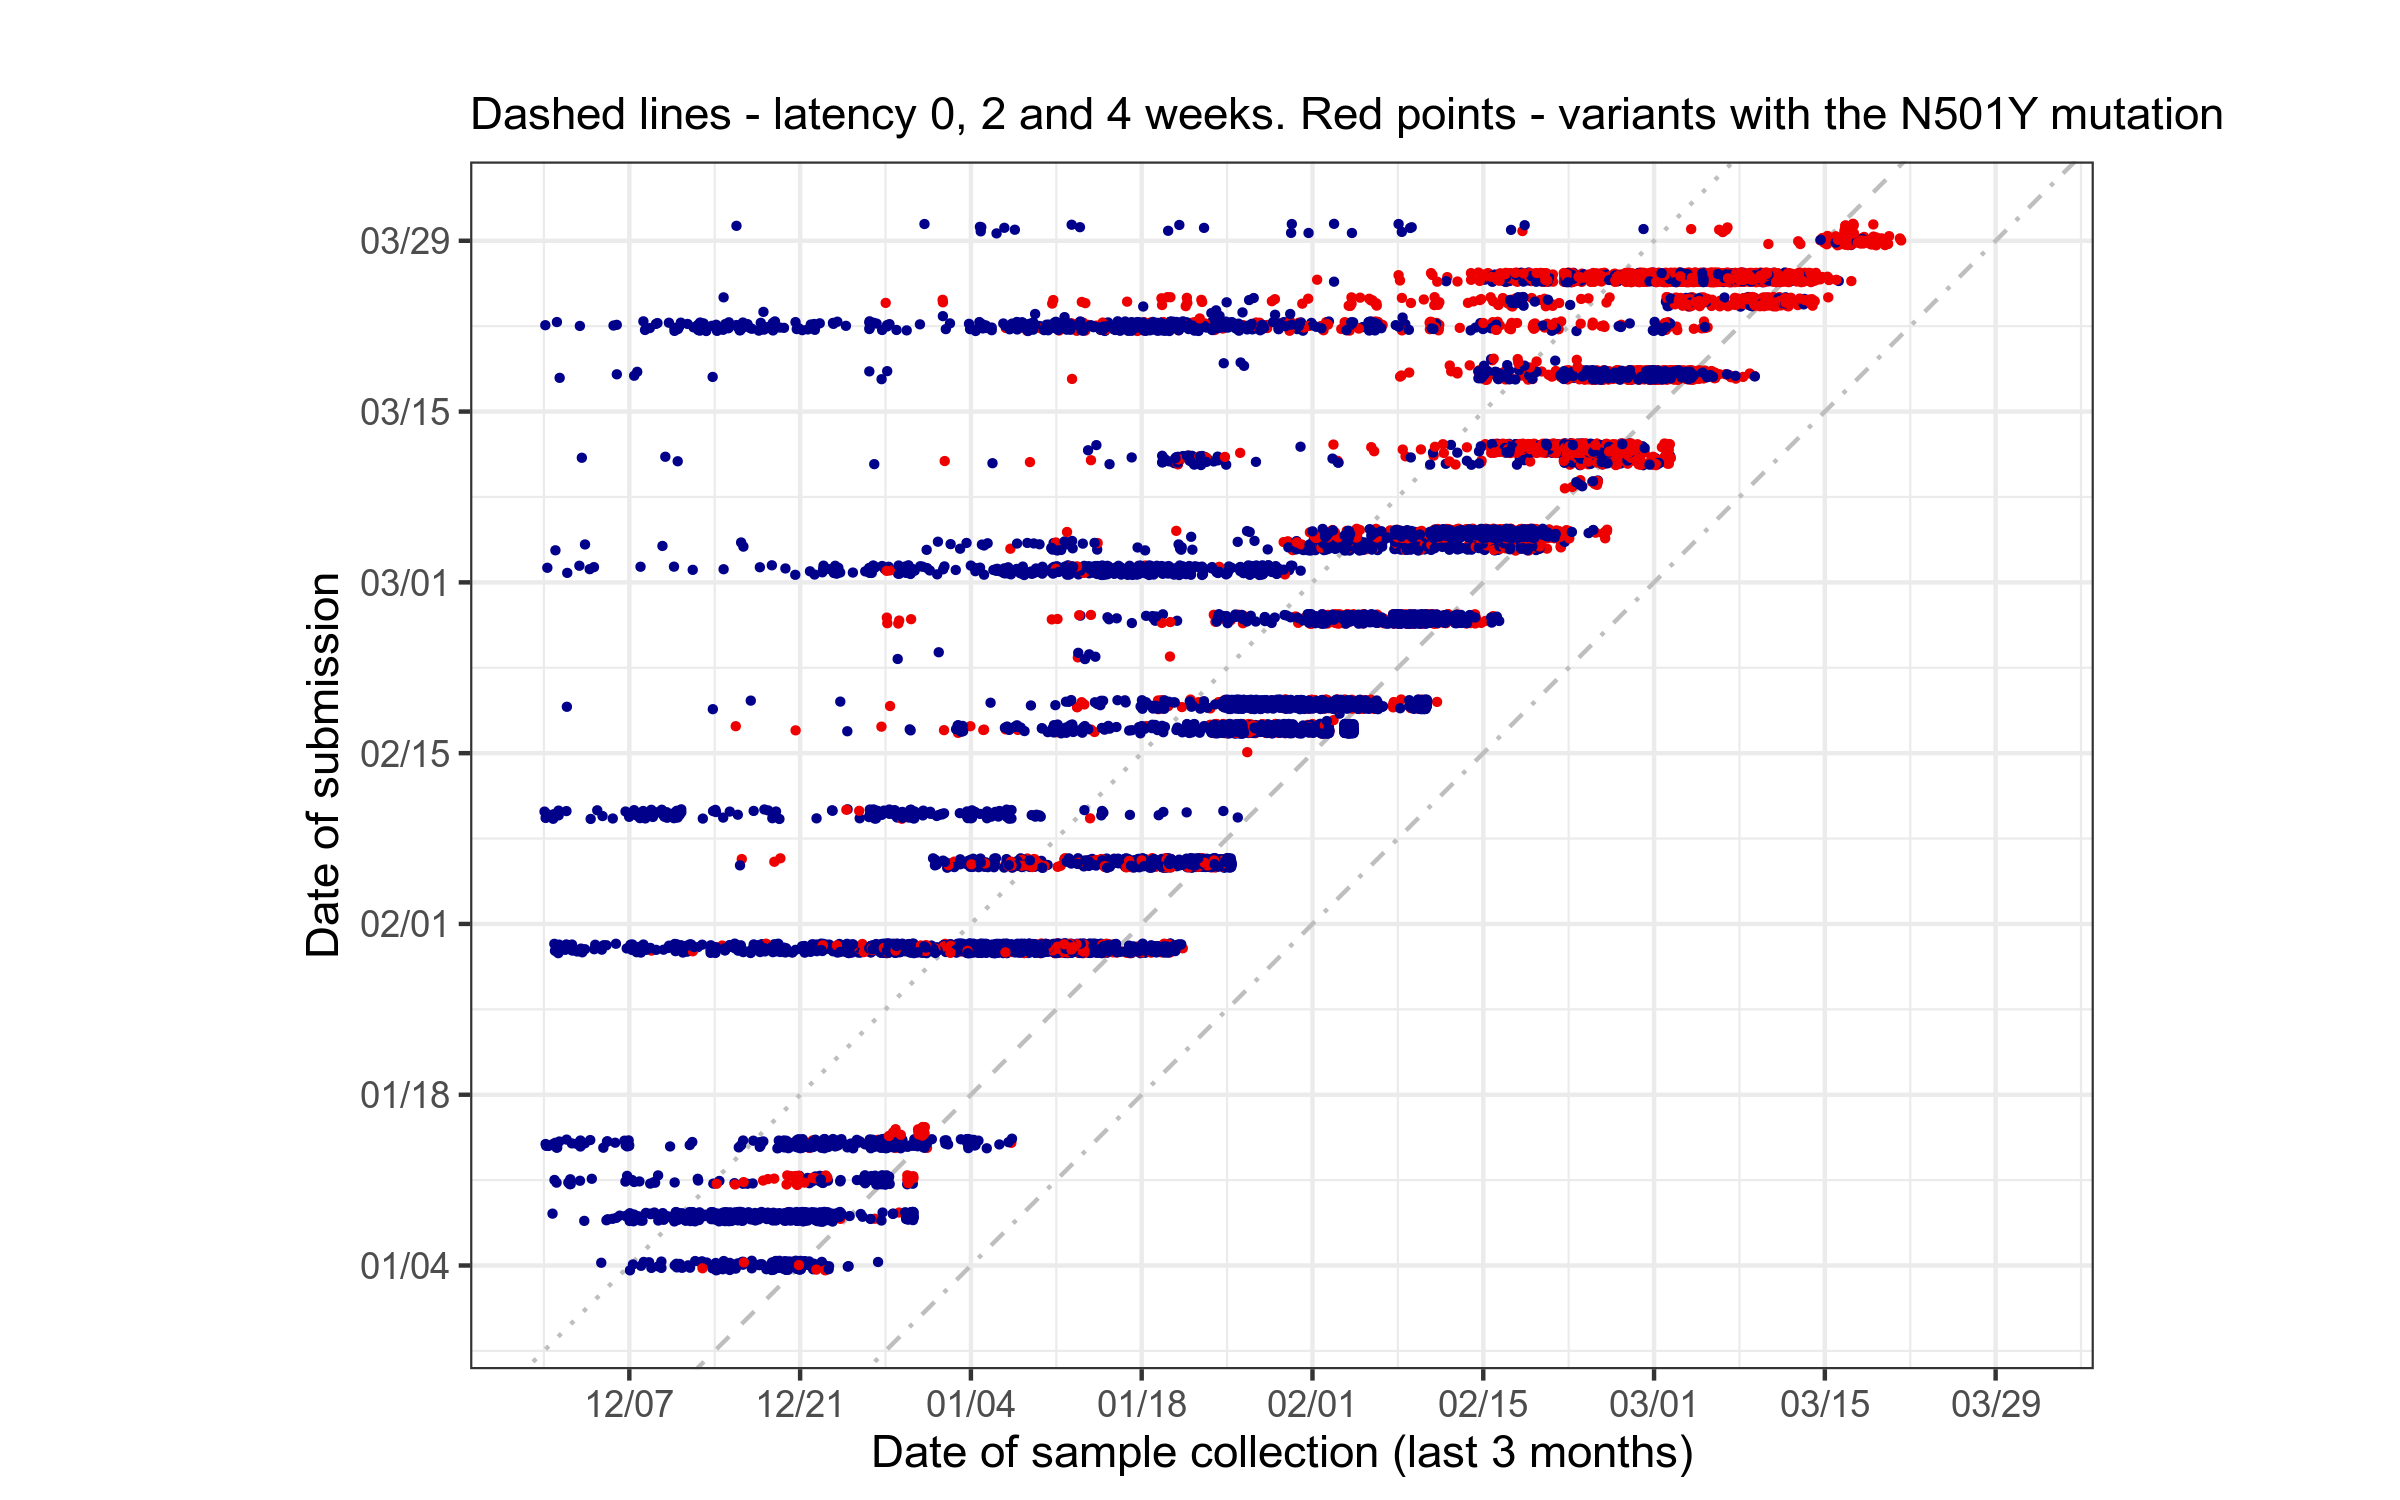 Dashed lines - latency 0, 2 and 4 weeks. Red points - variants with the N501Y mutation
Date of submission
03/29
03/15
03/01
02/15
02/01
01/18
01/04
12/07 12/21 01/04 01/18 02/01 02/15 03/01 03/15 03/29
Date of sample collection (last 3 months)